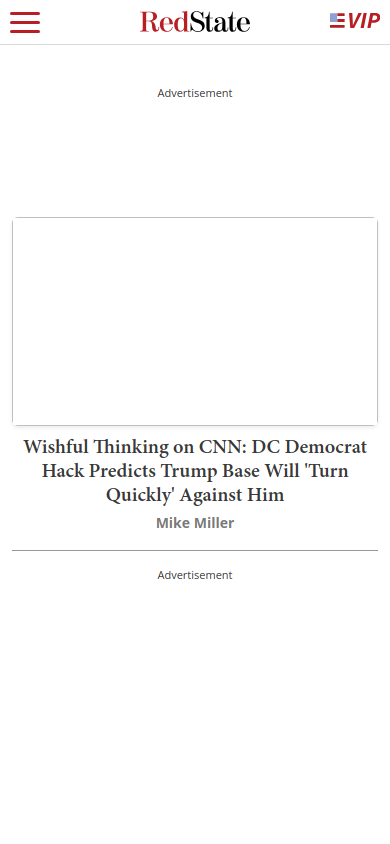 RedState
VIP
Advertisement
Wishful Thinking on CNN: DC Democrat
Hack Predicts Trump Base Will 'Turn
Quickly' Against Him
Mike Miller
Advertisement